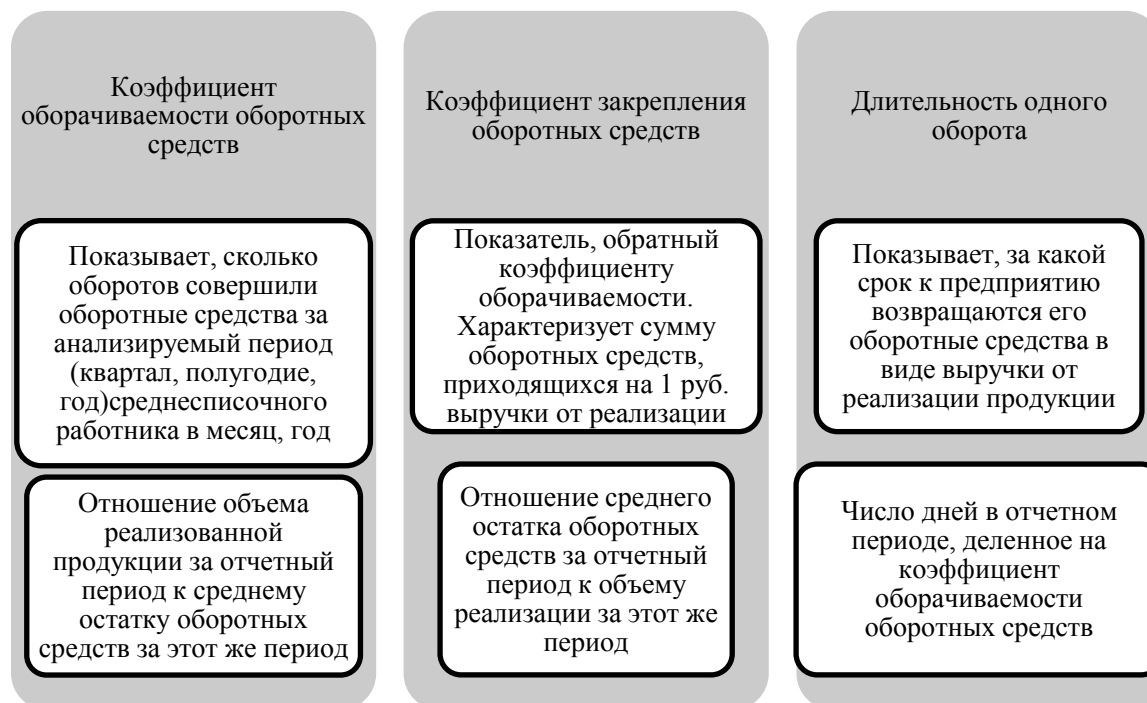 Коэффициент
оборачиваемости оборотных
средств
Показывает, сколько
оборотов совершили
оборотные средства за
анализируемый период
(квартал, полугодие,
год)среднесписочного
работника в месяц, год
Отношение объема
реализованной
продукции за отчетный
период к среднему
остатку оборотных
средств за этот же период
Коэффициент закрепления
оборотных средств
Показатель, обратный
коэффициенту
оборачиваемости.
Характеризует сумму
оборотных средств,
приходящихся на 1 руб.
выручки от реализации
Отношение среднего
остатка оборотных
средств за отчетный
период к объему
реализации за этот же
период
Длительность одного
оборота
Показывает, за какой
срок к предприятию
возвращаются его
оборотные средства в
виде выручки от
реализации продукции
Число дней в отчетном
периоде, деленное на
коэффициент
оборачиваемости
оборотных средств